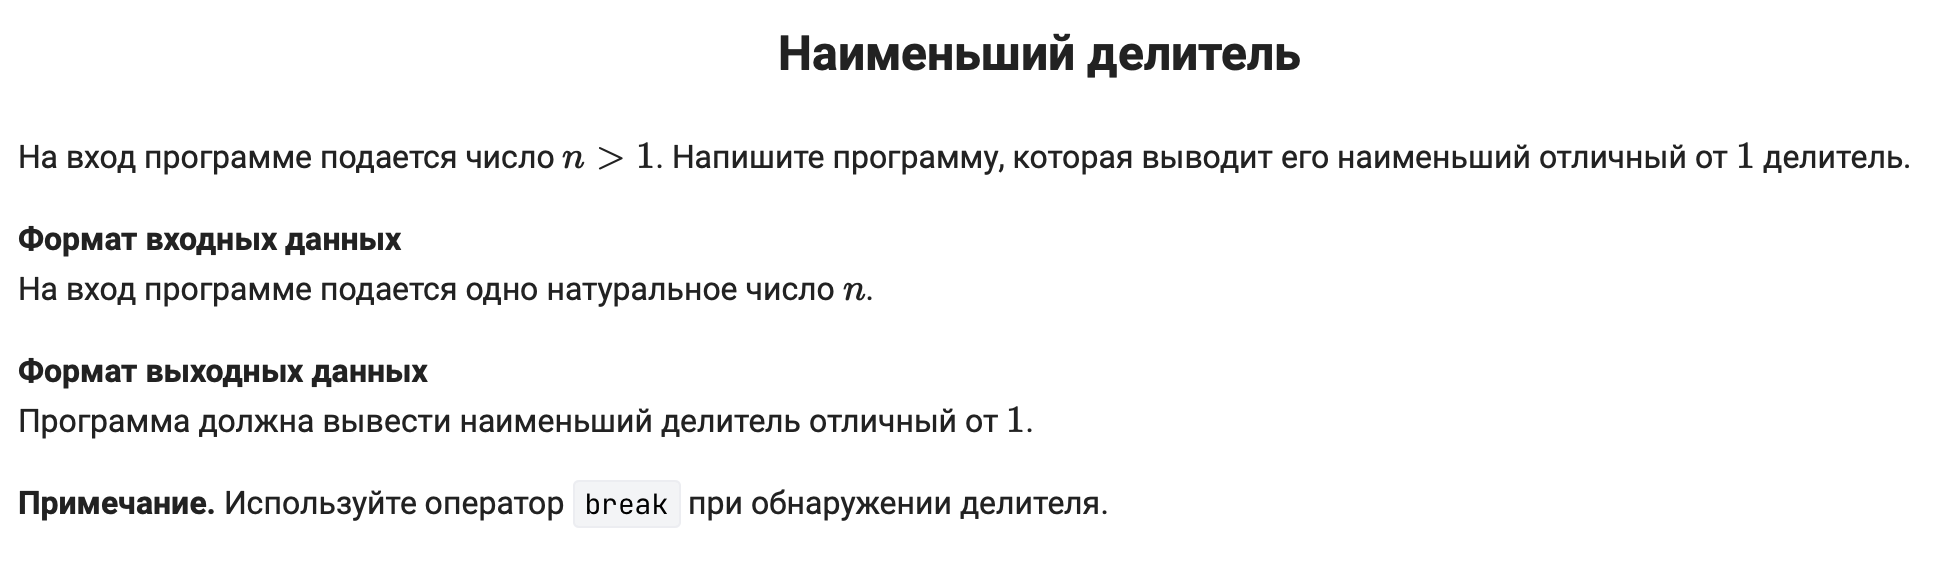 Наименьший делитель
На вход программе подается число n > 1. Напишите программу, которая выводит его наименьший отличный от 1 делитель.
Формат входных данных
На вход программе подается одно натуральное число n.
Формат выходных данных
Программа должна вывести наименьший делитель отличный от 1.
Примечание. Используйте оператор break при обнаружении делителя.